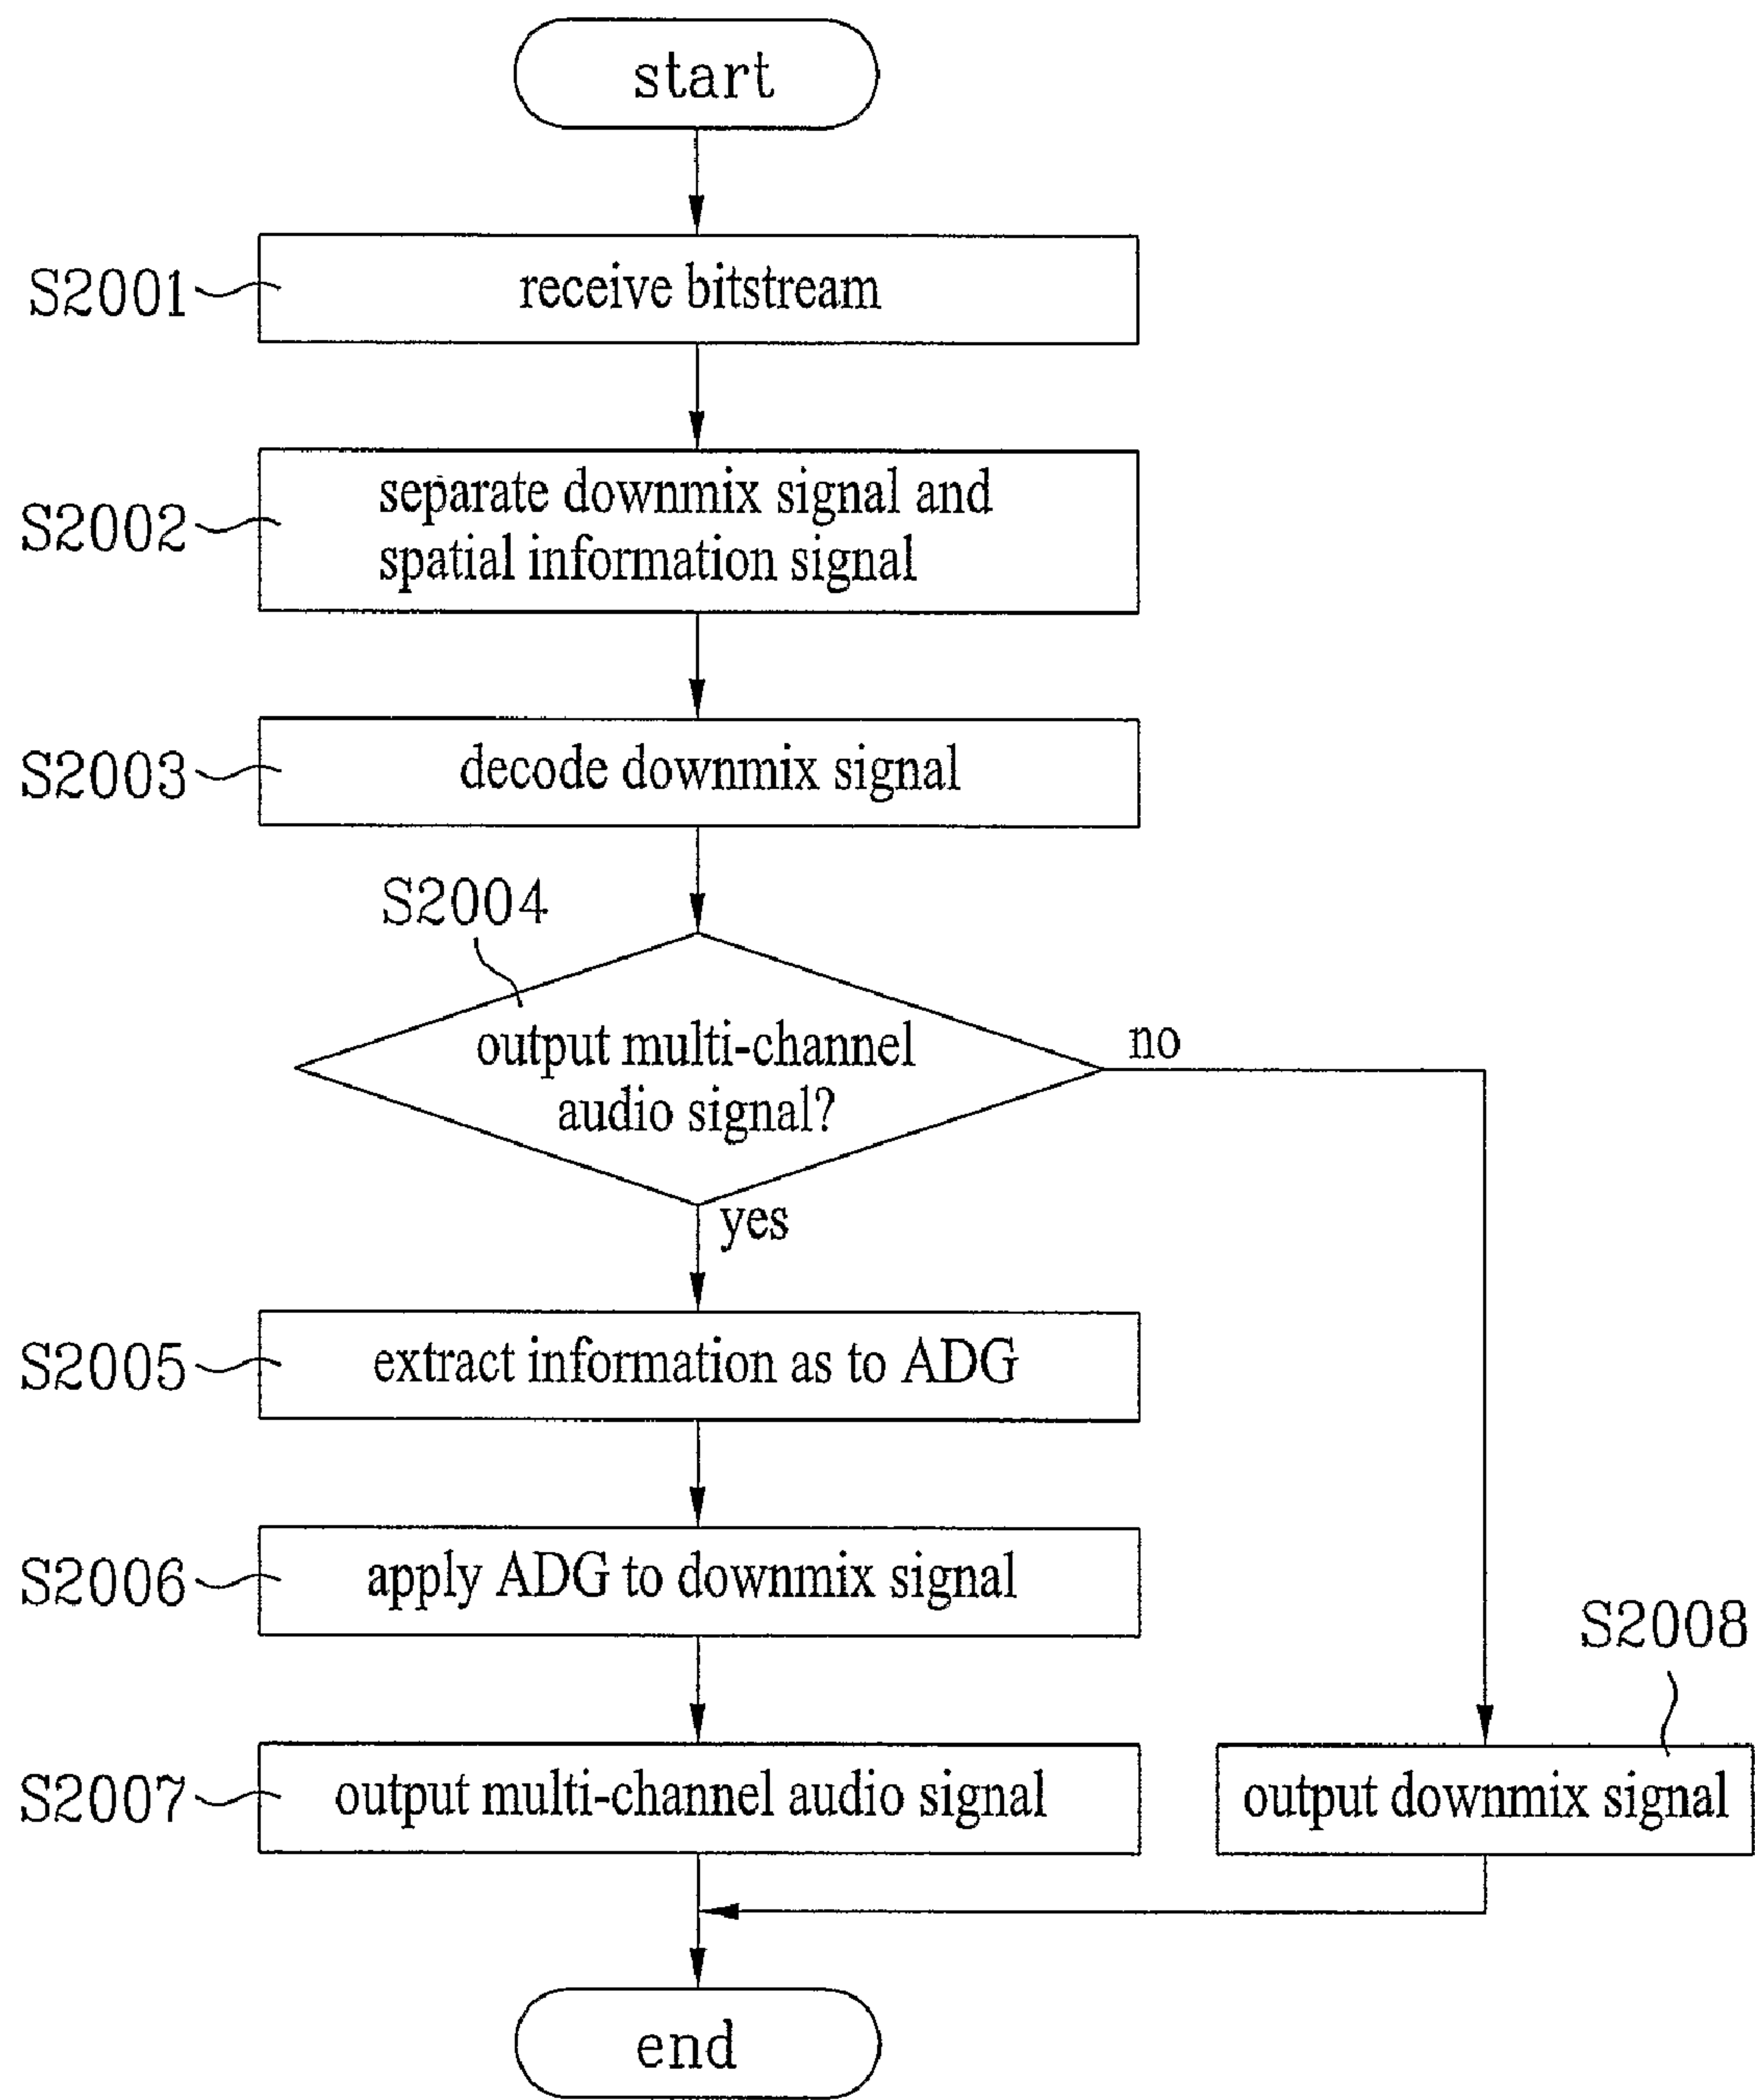 start
S2001
receive bitstream
S2002
separate downmix signal and
spatial information signal
S2003
decode downmix signal
S2004
output multi-channel
audio signal?
no
yes
S2005
extract information as to ADG
S2006
apply ADG to downmix signal
S2007
output multi-channel audio signal
S2008
output downmix signal
end